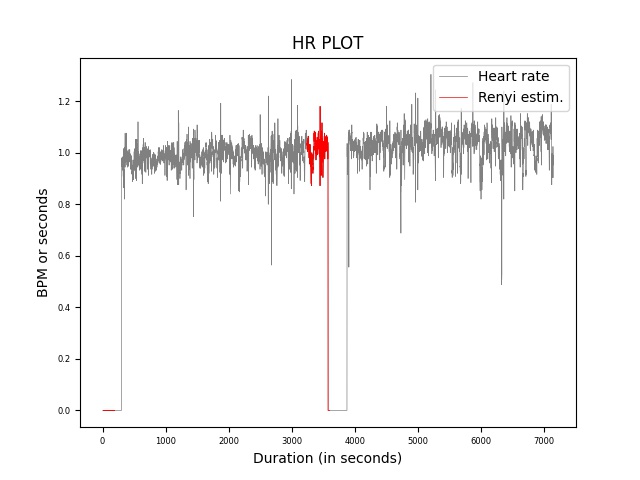 HR PLOT
Heart rate
Renyi estim.
1.2
1.0
0.8
0.6
0.4
0.2
0.0
BPM or seconds
0 1000 2000 3000 4000 5000 6000 7000
Duration (in seconds)